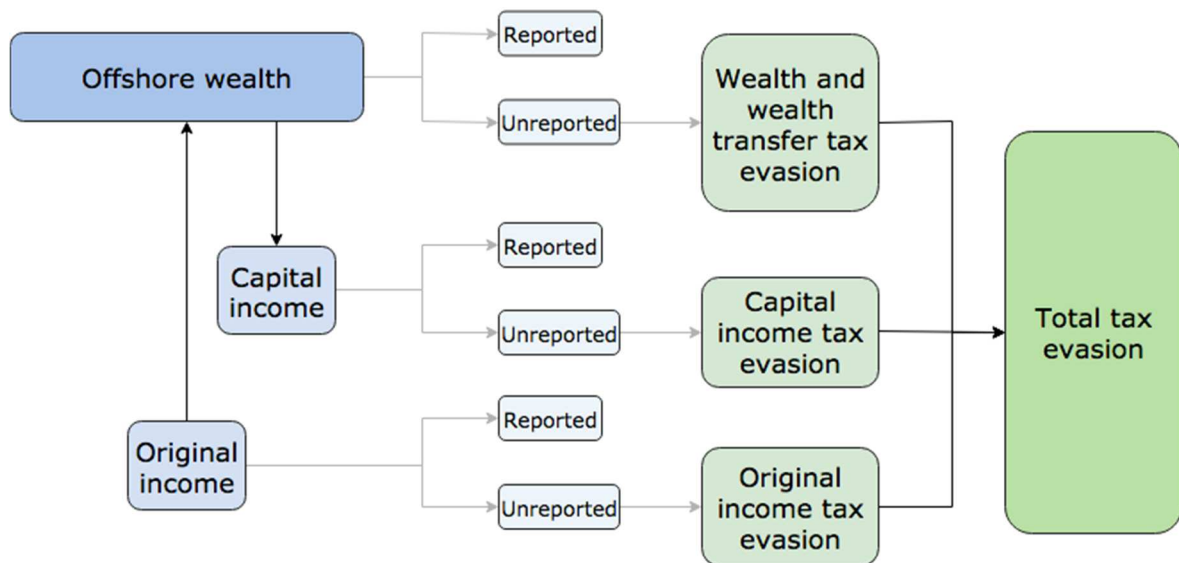 Offshore wealth
Reported
Unreported
Wealth and
wealth
transfer tax
evasion
Capital
income
Reported
Unreported
Capital
income tax
evasion
Original
income
Reported
Unreported
Original
income tax
evasion
Total tax
evasion